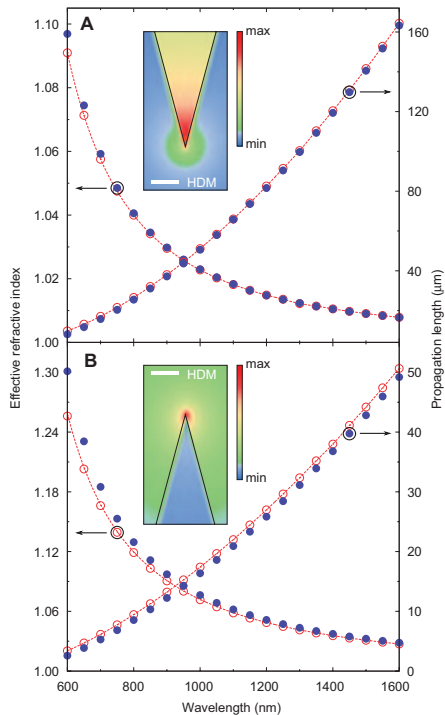 A
1.10
1.08
1.06
1.04
1.02
1.00
160
120
80
40
max
min
HDM
Effective refractive index
Propagation length (μm)
B
1.30
1.24
1.18
1.12
1.06
1.00
50
40
30
20
10
0
HDM
max
min
600
800
1000
1200
1400
1600
Wavelength (nm)